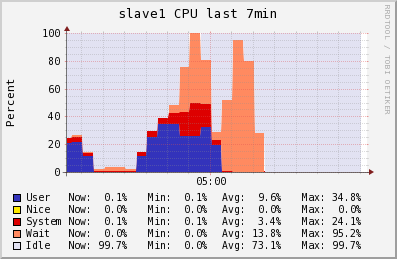 slave1 CPU last 7min
RRDTOOL / TOBI OETIKER
Percent
100
80
60
40
20
0
05:00
User Now: 0.1% Min: 0.1% Avg: 9.6% Max: 34.8%
Nice Now: 0.0% Min: 0.0% Avg: 0.0% Max: 0.0%
System Now: 0.1% Min: 0.1% Avg: 3.4% Max: 24.1%
Wait Now: 0.0% Min: 0.0% Avg: 13.8% Max: 95.2%
Idle Now: 99.7% Min: 0.0% Avg: 73.1% Max: 99.7%